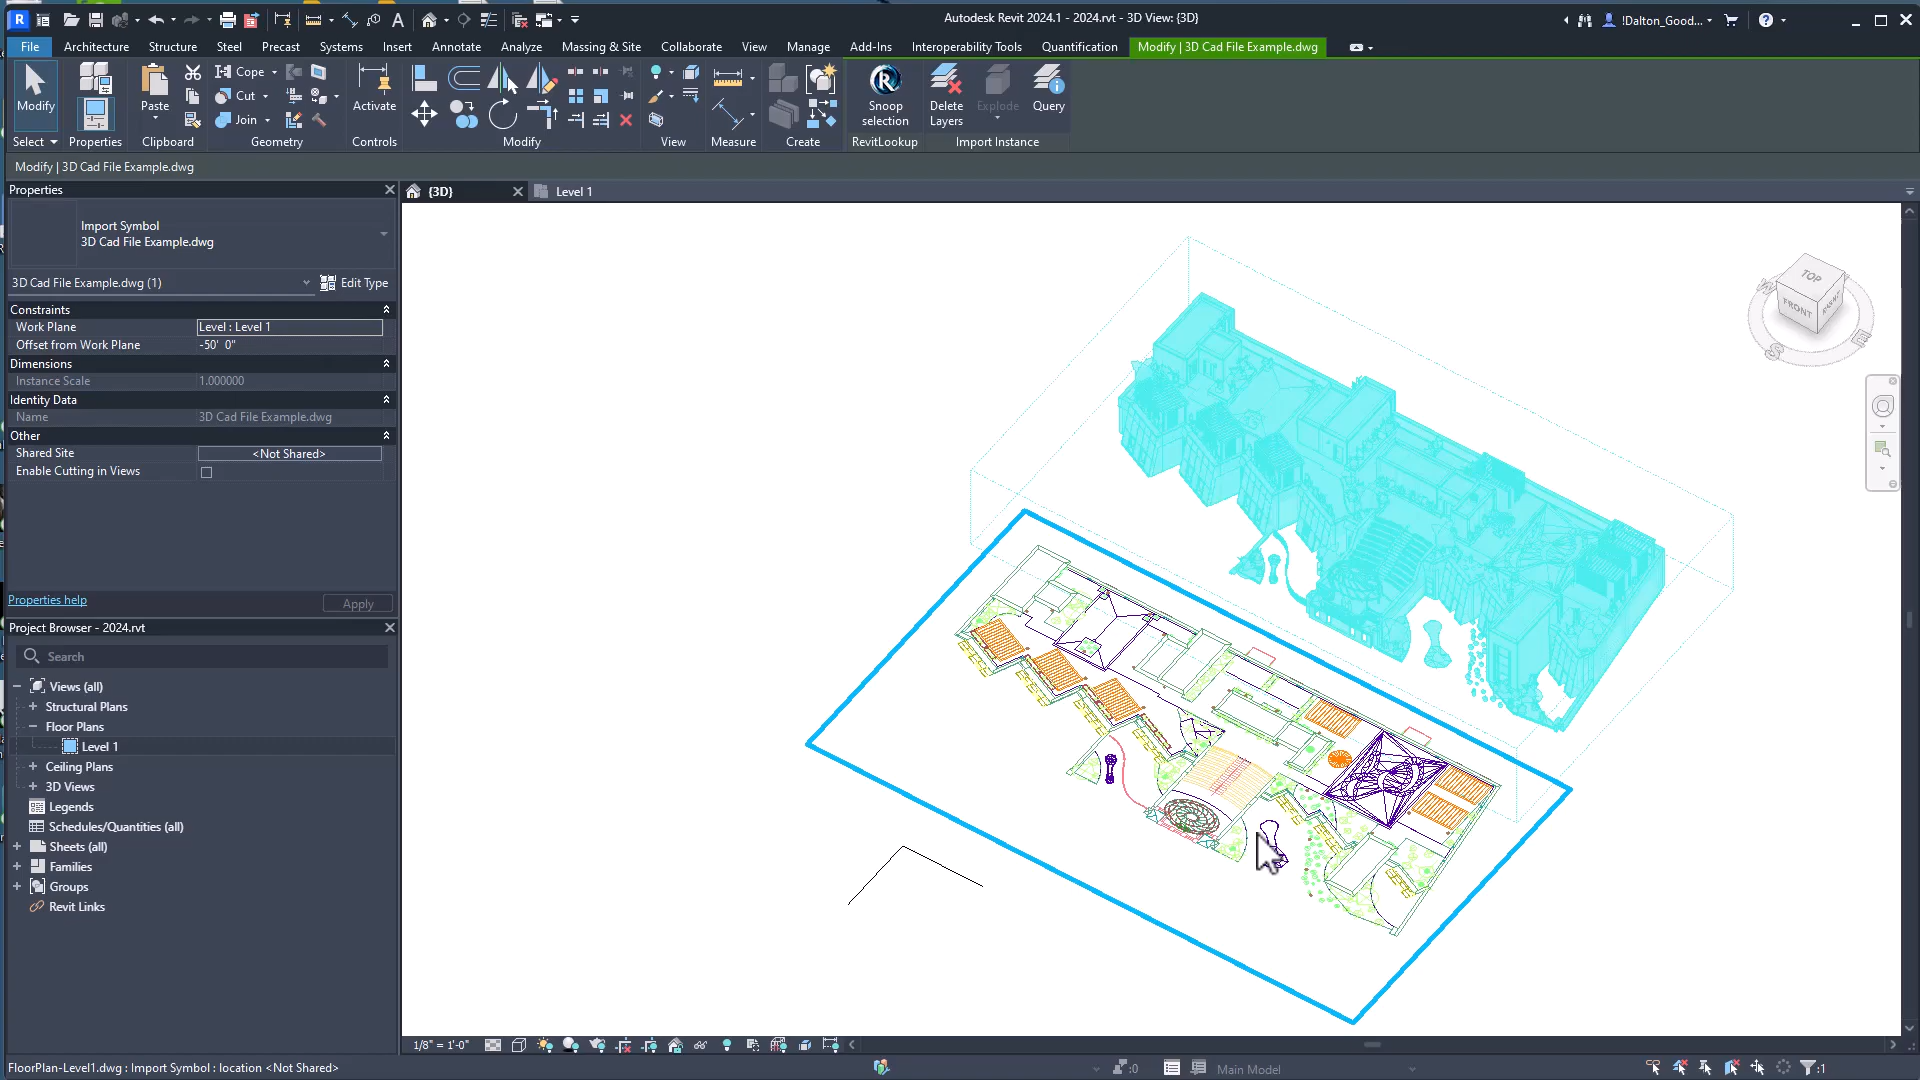 Autodesk Revit 2024.1 - 2024.rvt - 3D View: {3D}
!Dalton_Good...
File
Architecture
Structure
Steel
Precast
Systems
Insert
Annotate
Analyze
Massing & Site
Collaborate
View
Manage
Add-Ins
Interoperability Tools
Quantification
Modify | 3D Cad File Example.dwg
Modify
Paste
Cope
Cut
Join
Activate
Snoop
selection
Delete
Layers
Explode
Query
Select
Properties
Clipboard
Geometry
Controls
Modify
View
Measure
Create
RevitLookup
Import Instance
Modify | 3D Cad File Example.dwg
Properties
Import Symbol
3D Cad File Example.dwg
3D Cad File Example.dwg (1)
Edit Type
Constraints
Work Plane
Level : Level 1
Offset from Work Plane
-50' 0"
Dimensions
Instance Scale
1.000000
Identity Data
Name
3D Cad File Example.dwg
Other
Shared Site
<Not Shared>
Enable Cutting in Views
Properties help
Apply
Project Browser - 2024.rvt
Search
Views (all)
Structural Plans
Floor Plans
Level 1
Ceiling Plans
3D Views
Legends
Schedules/Quantities (all)
Sheets (all)
Families
Groups
Revit Links
{3D}
Level 1
TOP
FRONT
RIGHT
W
S
E
1/8" = 1'-0"
FloorPlan-Level1.dwg : Import Symbol : location <Not Shared>
:0
Main Model
:1